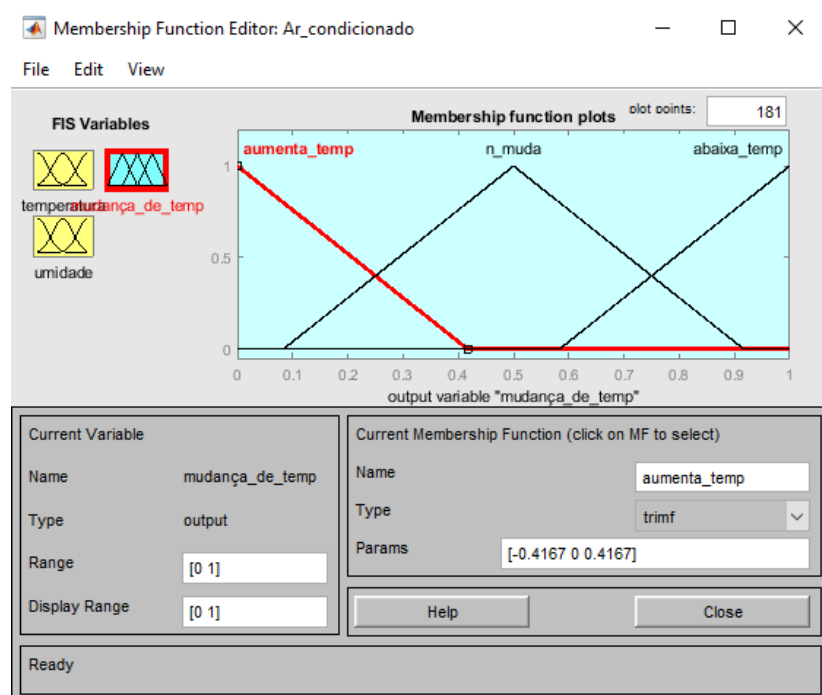 Membership Function Editor: Ar_condicionado
File Edit View
FIS Variables
Membership function plots
plot points:
181
temperatura
mudança_de_temp
umidade
aumenta_temp
n_muda
abaixa_temp
1
0.5
0
0 0.1 0.2 0.3 0.4 0.5 0.6 0.7 0.8 0.9 1
output variable "mudança_de_temp"
Current Variable
Name mudança_de_temp
Type output
Range [0 1]
Display Range [0 1]
Current Membership Function (click on MF to select)
Name aumenta_temp
Type trimf
Params [-0.4167 0 0.4167]
Help
Close
Ready